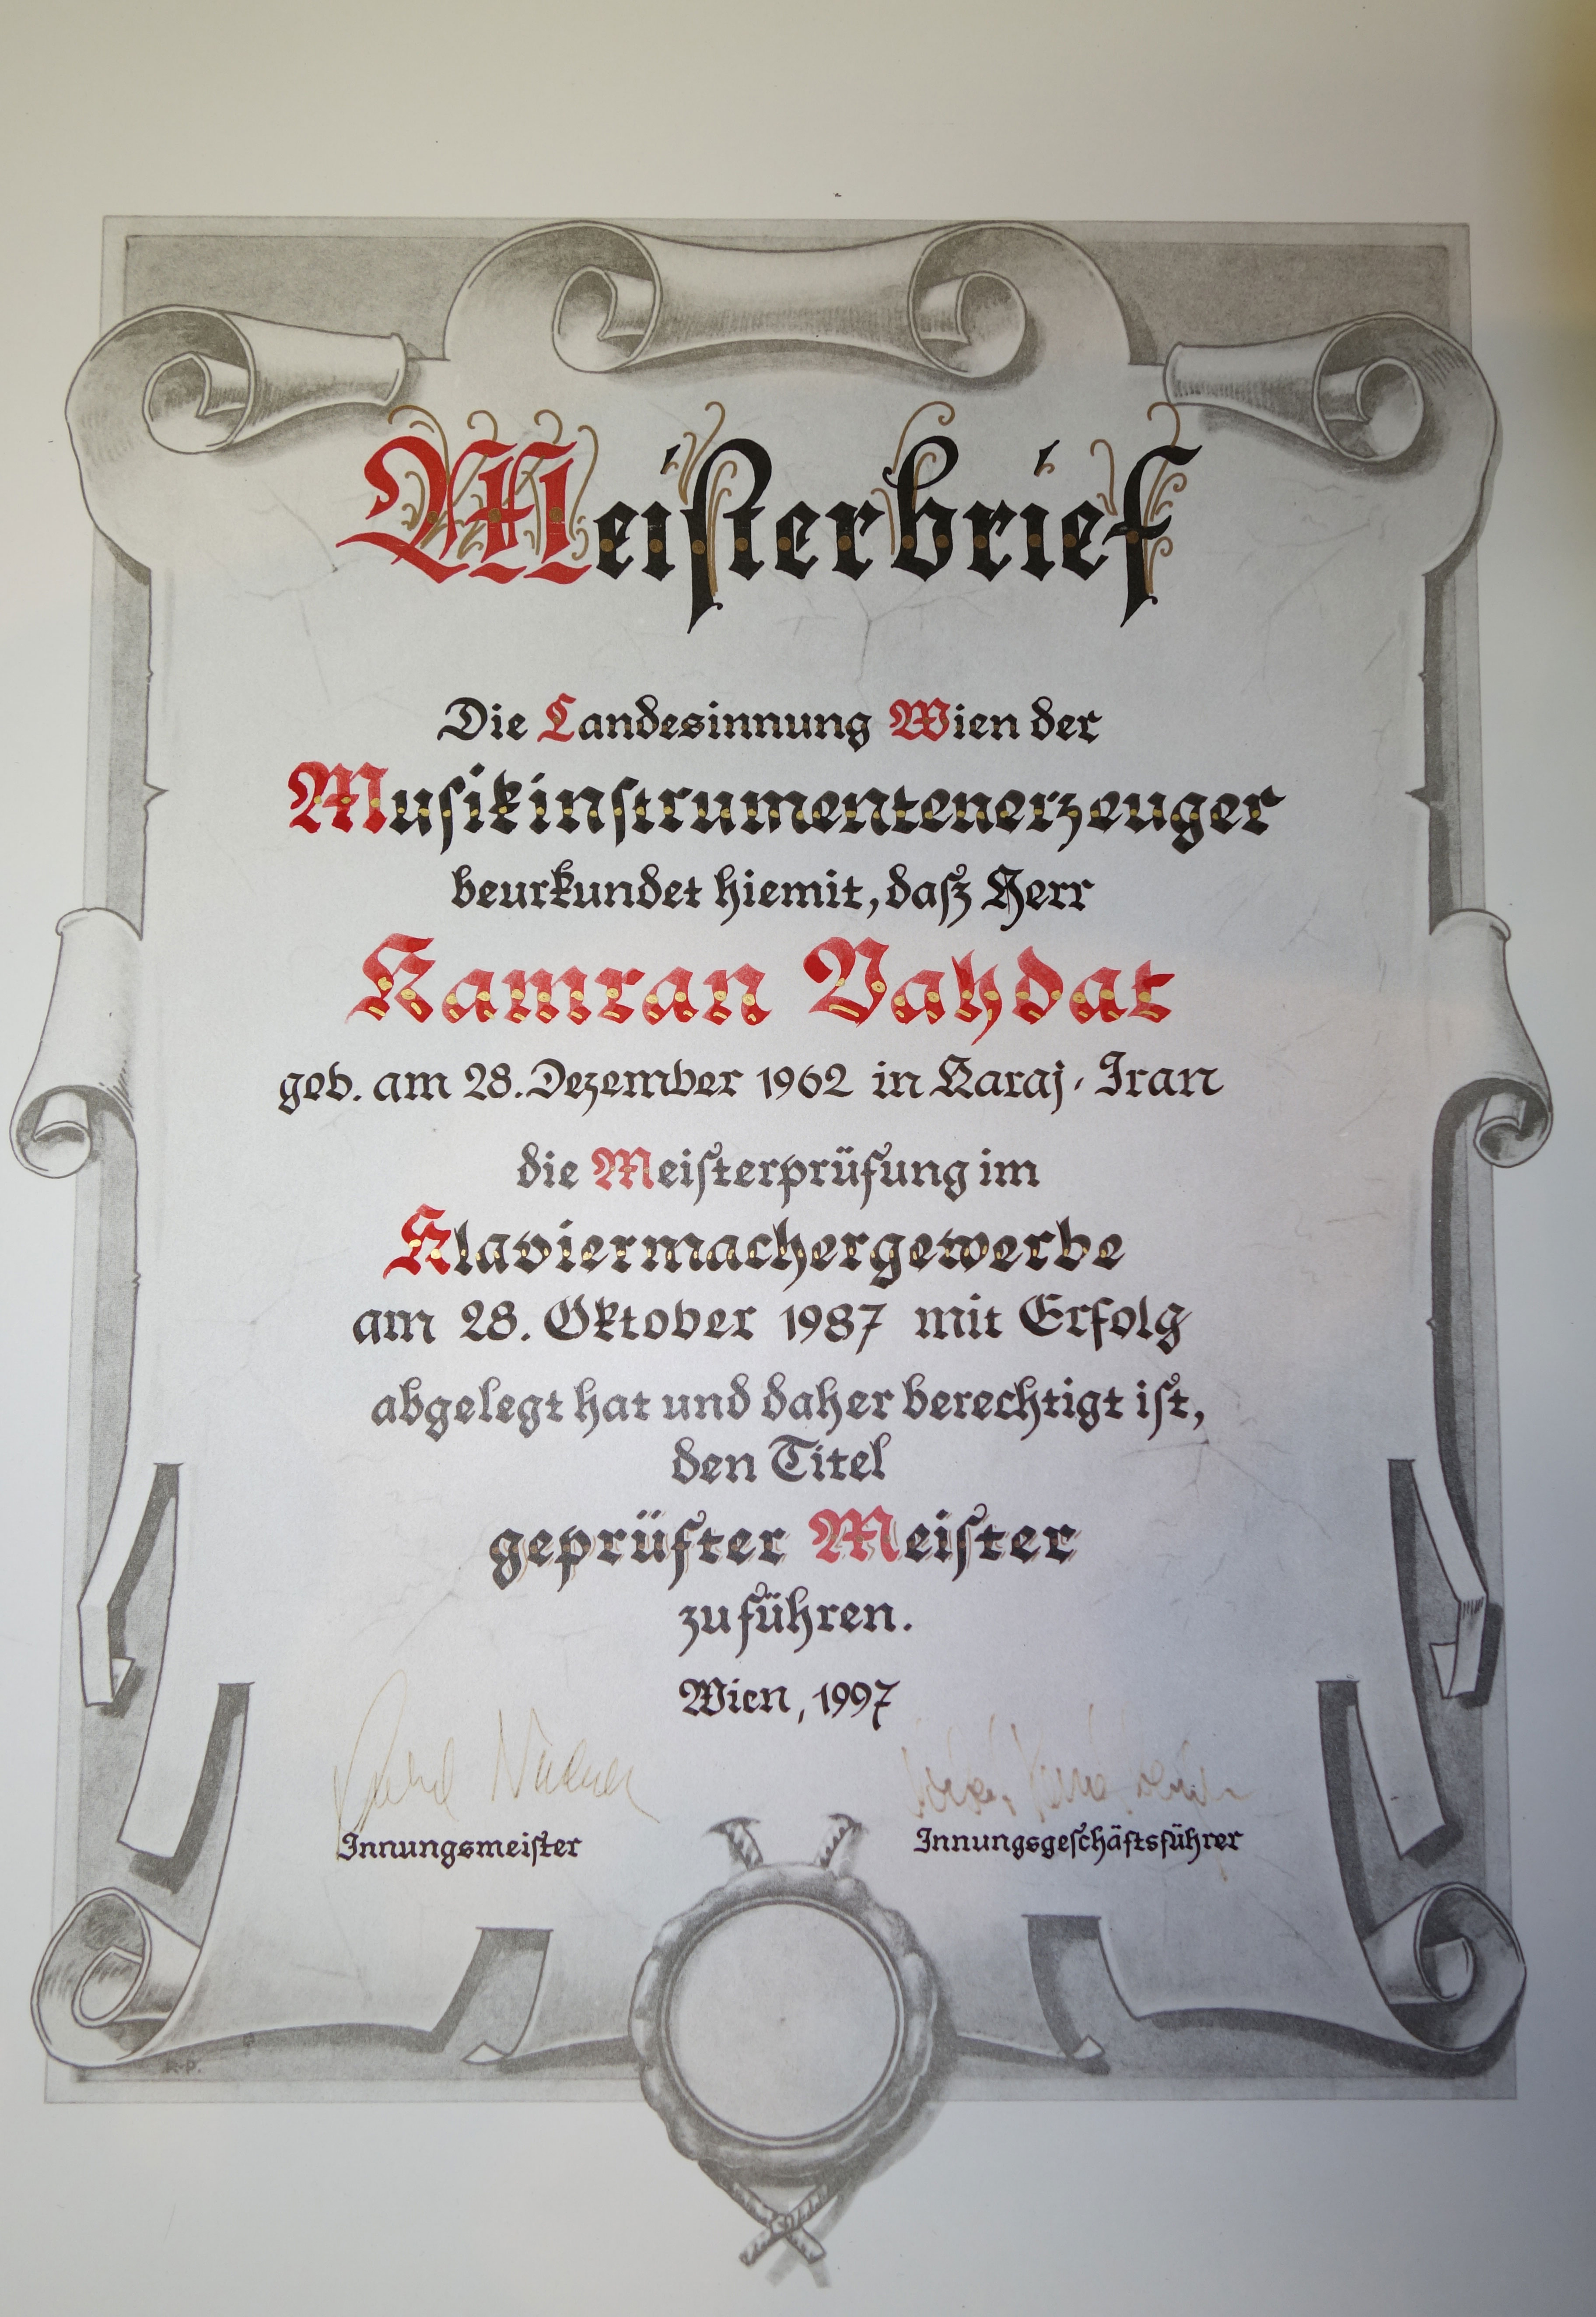 Meisterbrief
Die Landesinnung Wien der
Musikinstrumentenerzeuger
beurkundet hiemit, daß Herr
Kamran Vahdat
geb. am 28. Dezember 1962 in Karaj, Iran
die Meisterprüfung im
Klaviermachergewerbe
am 28. Oktober 1987 mit Erfolg
abgelegt hat und daher berechtigt ist,
den Titel
geprüfter Meister
zu führen.
Wien, 1997
Innungsmeister
Innungsgeschäftsführer